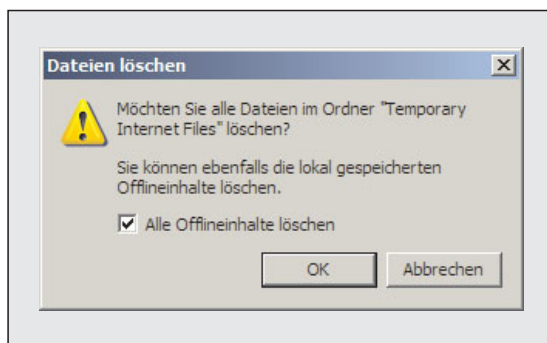 Dateien löschen
Möchten Sie alle Dateien im Ordner "Temporary
Internet Files" löschen?
Sie können ebenfalls die lokal gespeicherten
Offlineinhalte löschen.
Alle Offlineinhalte löschen
OK Abbrechen